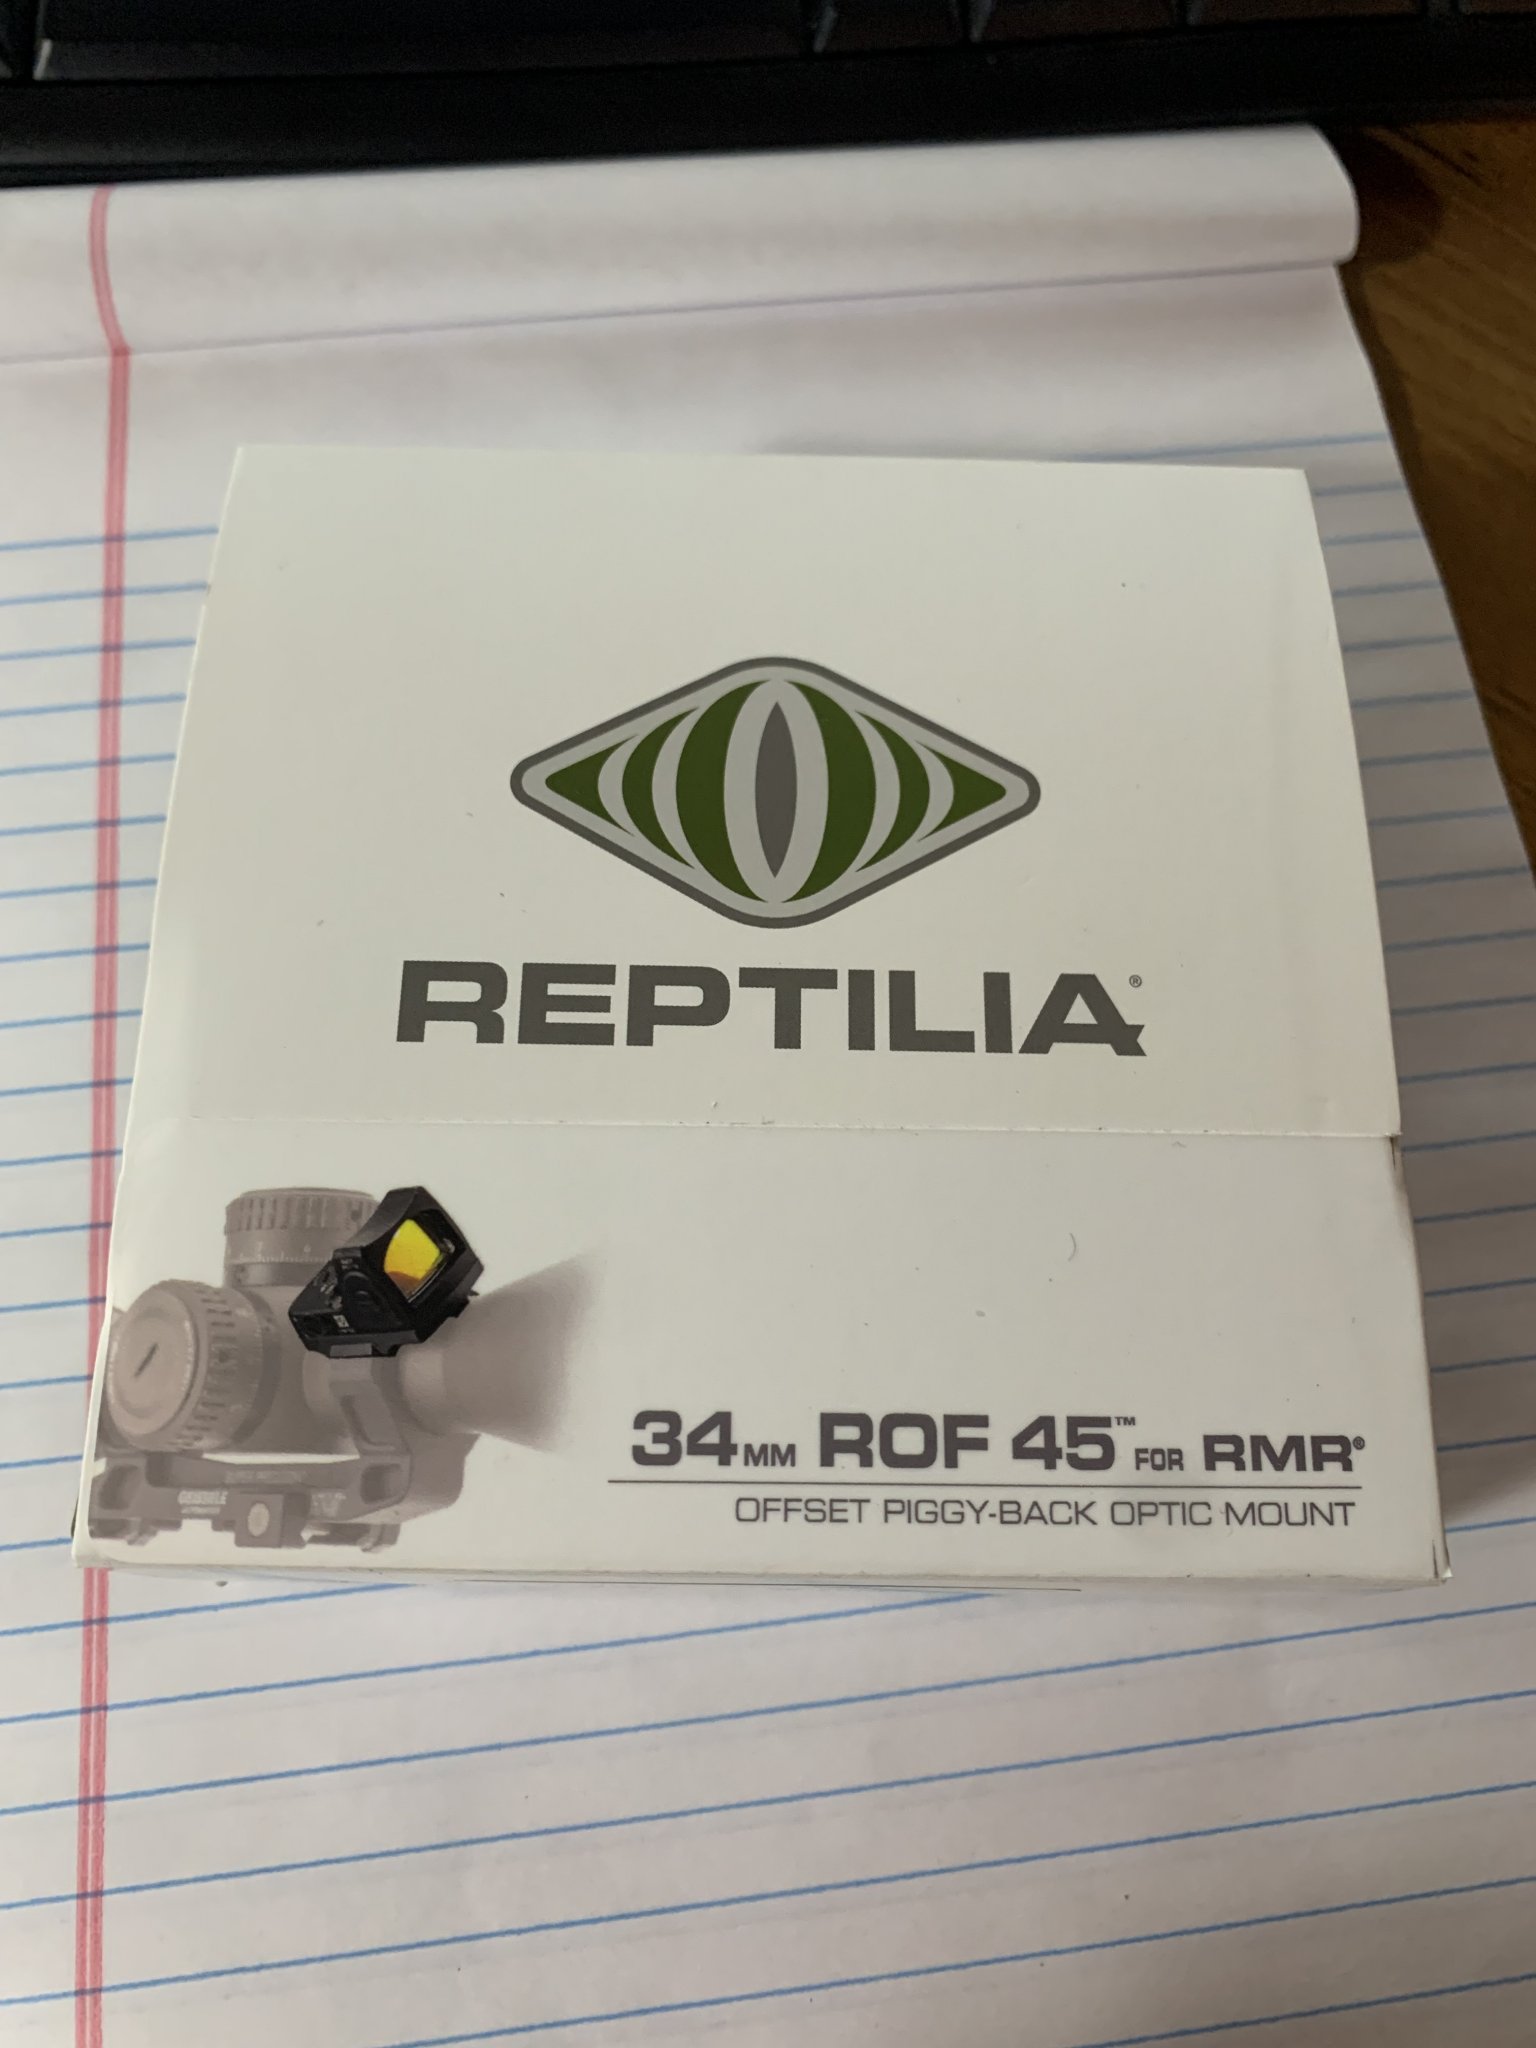 REPTILIA®
34MM ROF 45™ FOR RMR®
OFFSET PIGGY-BACK OPTIC MOUNT